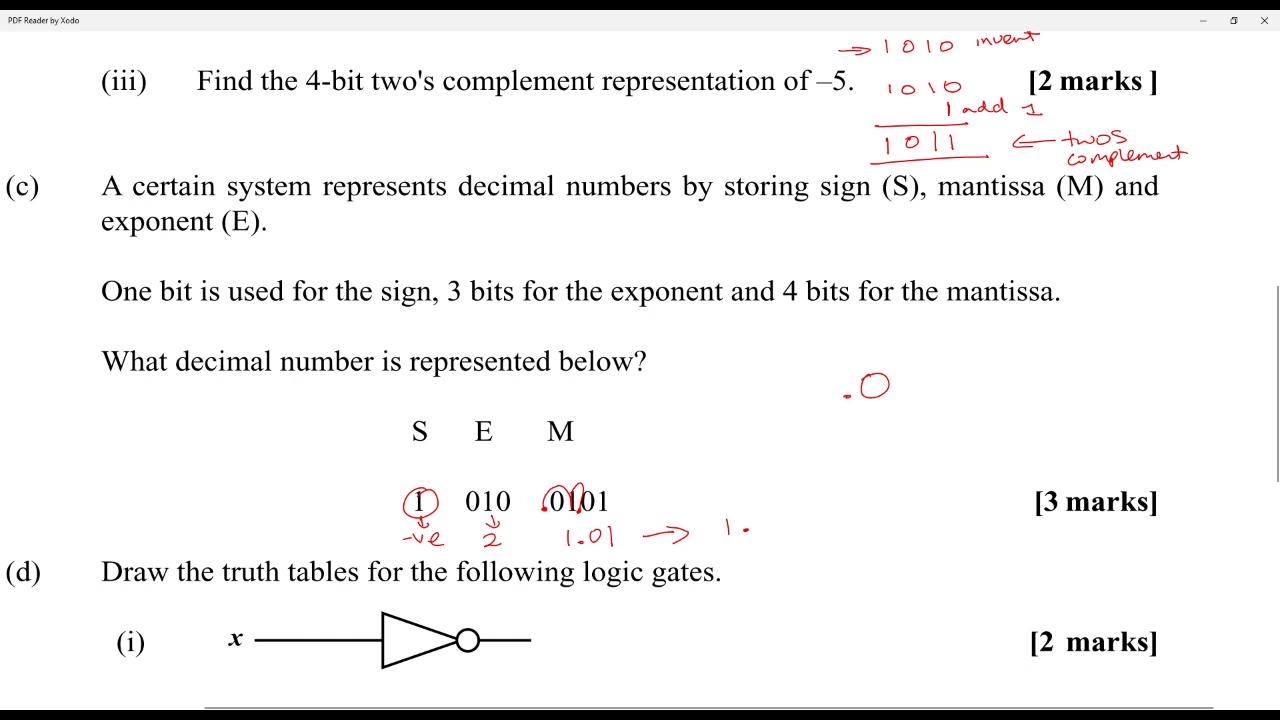 PDF Reader by Xodo
→ 1010 invert
(iii) Find the 4-bit two's complement representation of –5. [2 marks ]
1010
1 add 1
1011 ← twos complement
(c) A certain system represents decimal numbers by storing sign (S), mantissa (M) and
exponent (E).
One bit is used for the sign, 3 bits for the exponent and 4 bits for the mantissa.
What decimal number is represented below?
.0
S E M
1 010 .01.01 [3 marks]
-ve 2 1.01 → 1.
(d) Draw the truth tables for the following logic gates.
(i) x [2 marks]